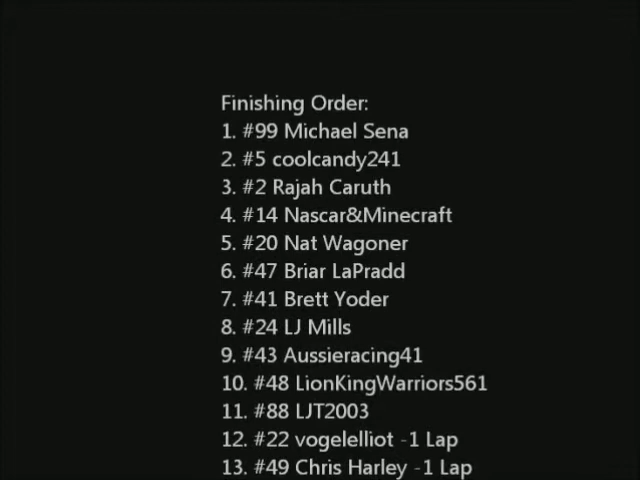 Finishing Order:
1. #99 Michael Sena
2. #5 coolcandy241
3. #2 Rajah Caruth
4. #14 Nascar&Minecraft
5. #20 Nat Wagoner
6. #47 Briar LaPradd
7. #41 Brett Yoder
8. #24 LJ Mills
9. #43 Aussieracing41
10. #48 LionKingWarriors561
11. #88 LJT2003
12. #22 vogelelliot -1 Lap
13. #49 Chris Harley -1 Lap